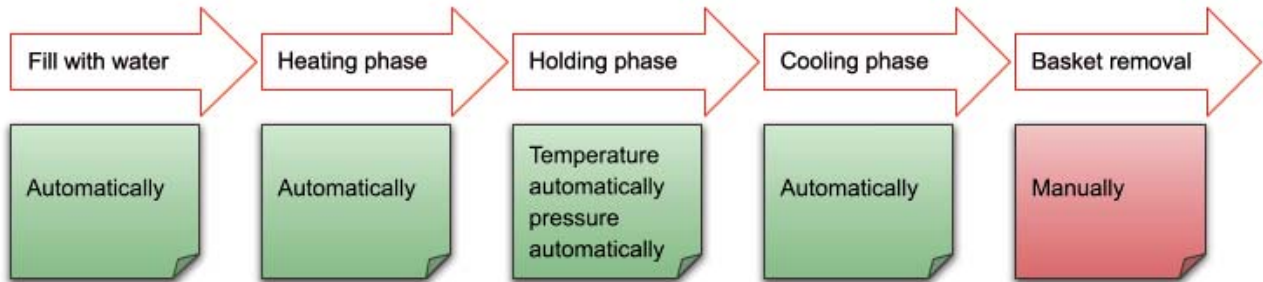 Fill with water
Heating phase
Holding phase
Cooling phase
Basket removal
Automatically
Automatically
Temperature
automatically
pressure
automatically
Automatically
Manually